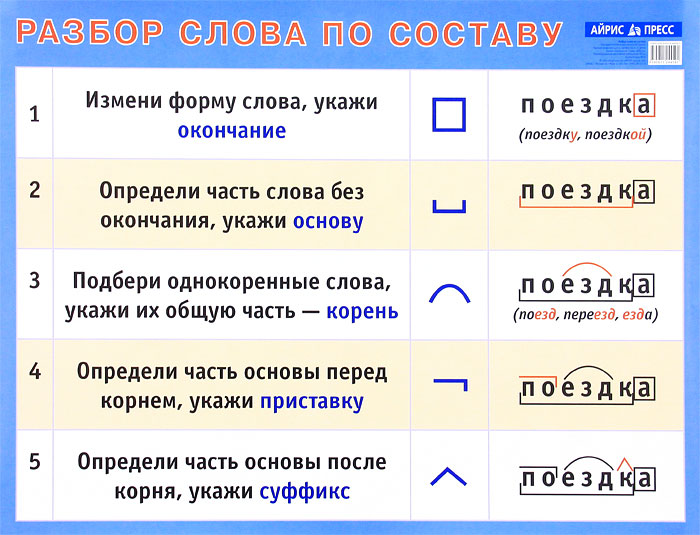 РАЗБОР СЛОВА ПО СОСТАВУ
АЙРИС ПРЕСС
1
Измени форму слова, укажи
окончание
поездка
(поездку, поездкой)
2
Определи часть слова без
окончания, укажи основу
поездка
3
Подбери однокоренные слова,
укажи их общую часть — корень
поездка
(поезд, переезд, езда)
4
Определи часть основы перед
корнем, укажи приставку
поездка
5
Определи часть основы после
корня, укажи суффикс
поездка